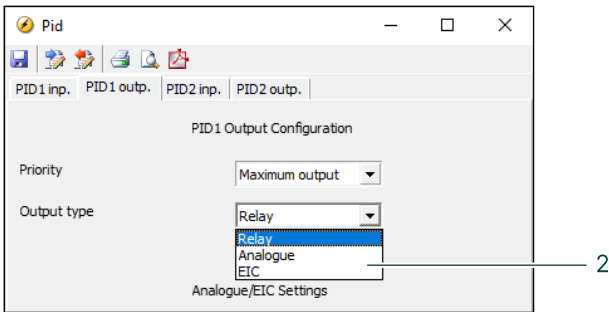 Pid
PID1 inp. PID1 outp. PID2 inp. PID2 outp.
PID1 Output Configuration
Priority Maximum output
Output type Relay
Relay
Analogue
EIC
2
Analogue/EIC Settings